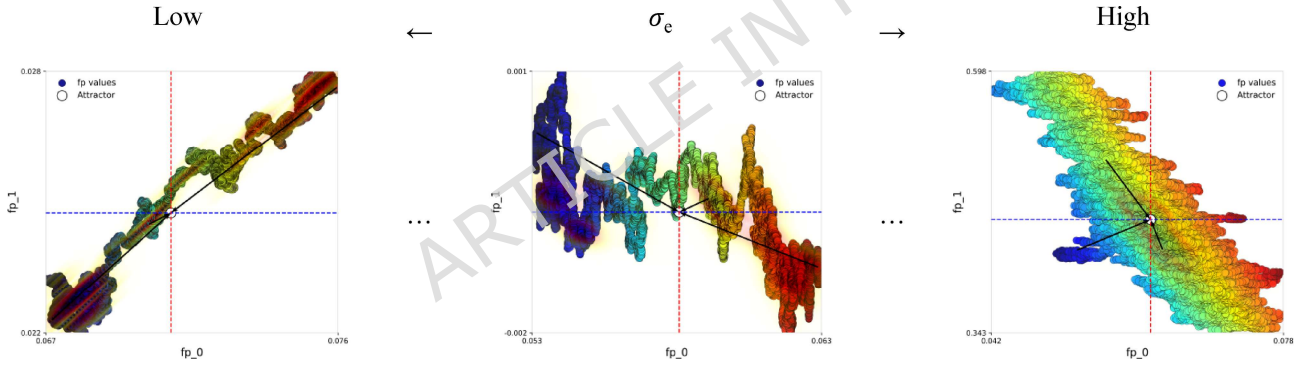 Low ← σe → High
0.028
fp values
Attractor
fp_1
0.022
0.067
0.076
fp_0
...
0.001
fp values
Attractor
fp_1
-0.002
0.053
0.063
fp_0
...
0.598
fp values
Attractor
fp_1
0.343
0.042
0.078
fp_0
ARTICLE IN